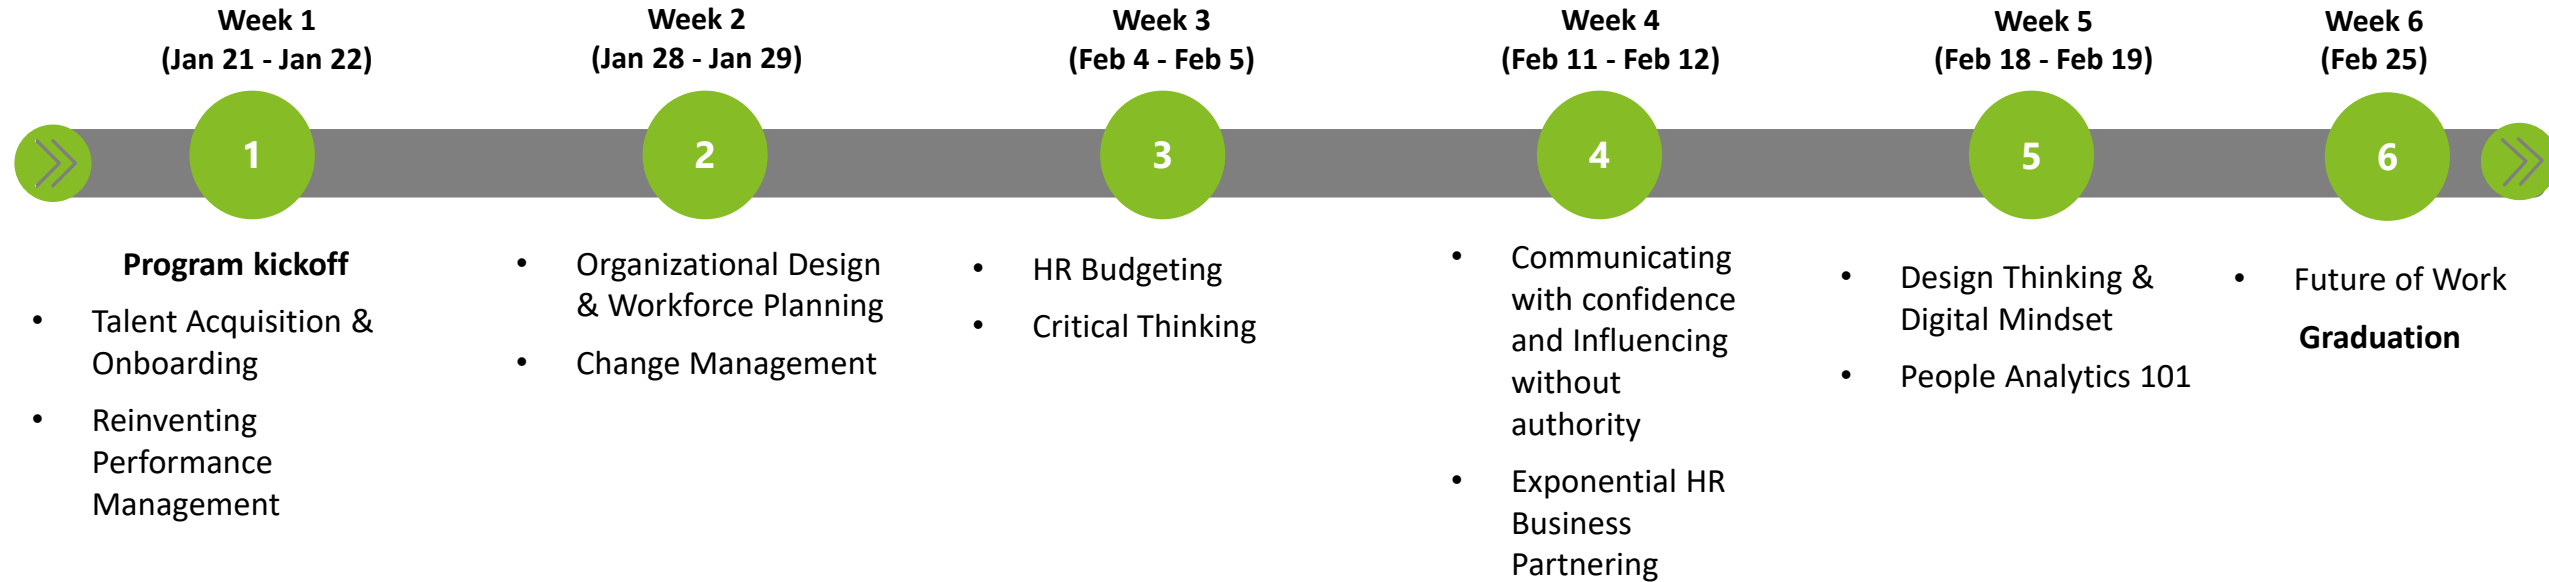 Week 1
(Jan 21 - Jan 22)
Week 2
(Jan 28 - Jan 29)
Week 3
(Feb 4 - Feb 5)
Week 4
(Feb 11 - Feb 12)
Week 5
(Feb 18 - Feb 19)
Week 6
(Feb 25)
1
2
3
4
5
6
Program kickoff
• Talent Acquisition &
Onboarding
• Reinventing
Performance
Management
• Organizational Design
& Workforce Planning
• Change Management
• HR Budgeting
• Critical Thinking
• Communicating
with confidence
and Influencing
without
authority
• Exponential HR
Business
Partnering
• Design Thinking &
Digital Mindset
• People Analytics 101
• Future of Work
Graduation